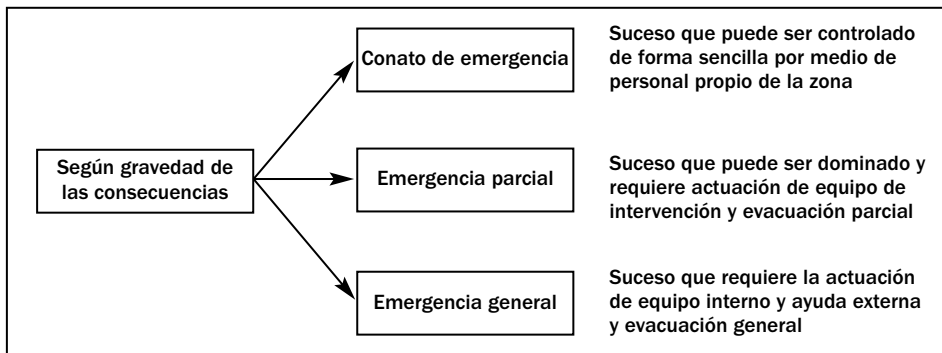 Según gravedad de
las consecuencias
Conato de emergencia
Suceso que puede ser controlado
de forma sencilla por medio de
personal propio de la zona
Emergencia parcial
Suceso que puede ser dominado y
requiere actuación de equipo de
intervención y evacuación parcial
Emergencia general
Suceso que requiere la actuación
de equipo interno y ayuda externa
y evacuación general